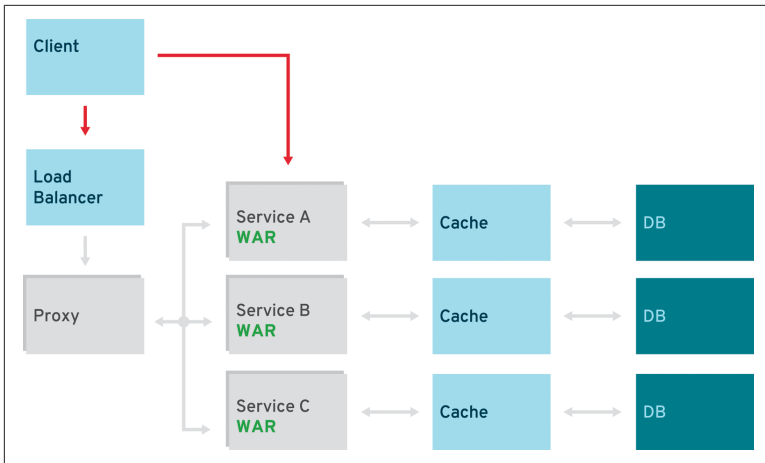 Client
Load
Balancer
Proxy
Service A
WAR
Cache
DB
Service B
WAR
Cache
DB
Service C
WAR
Cache
DB